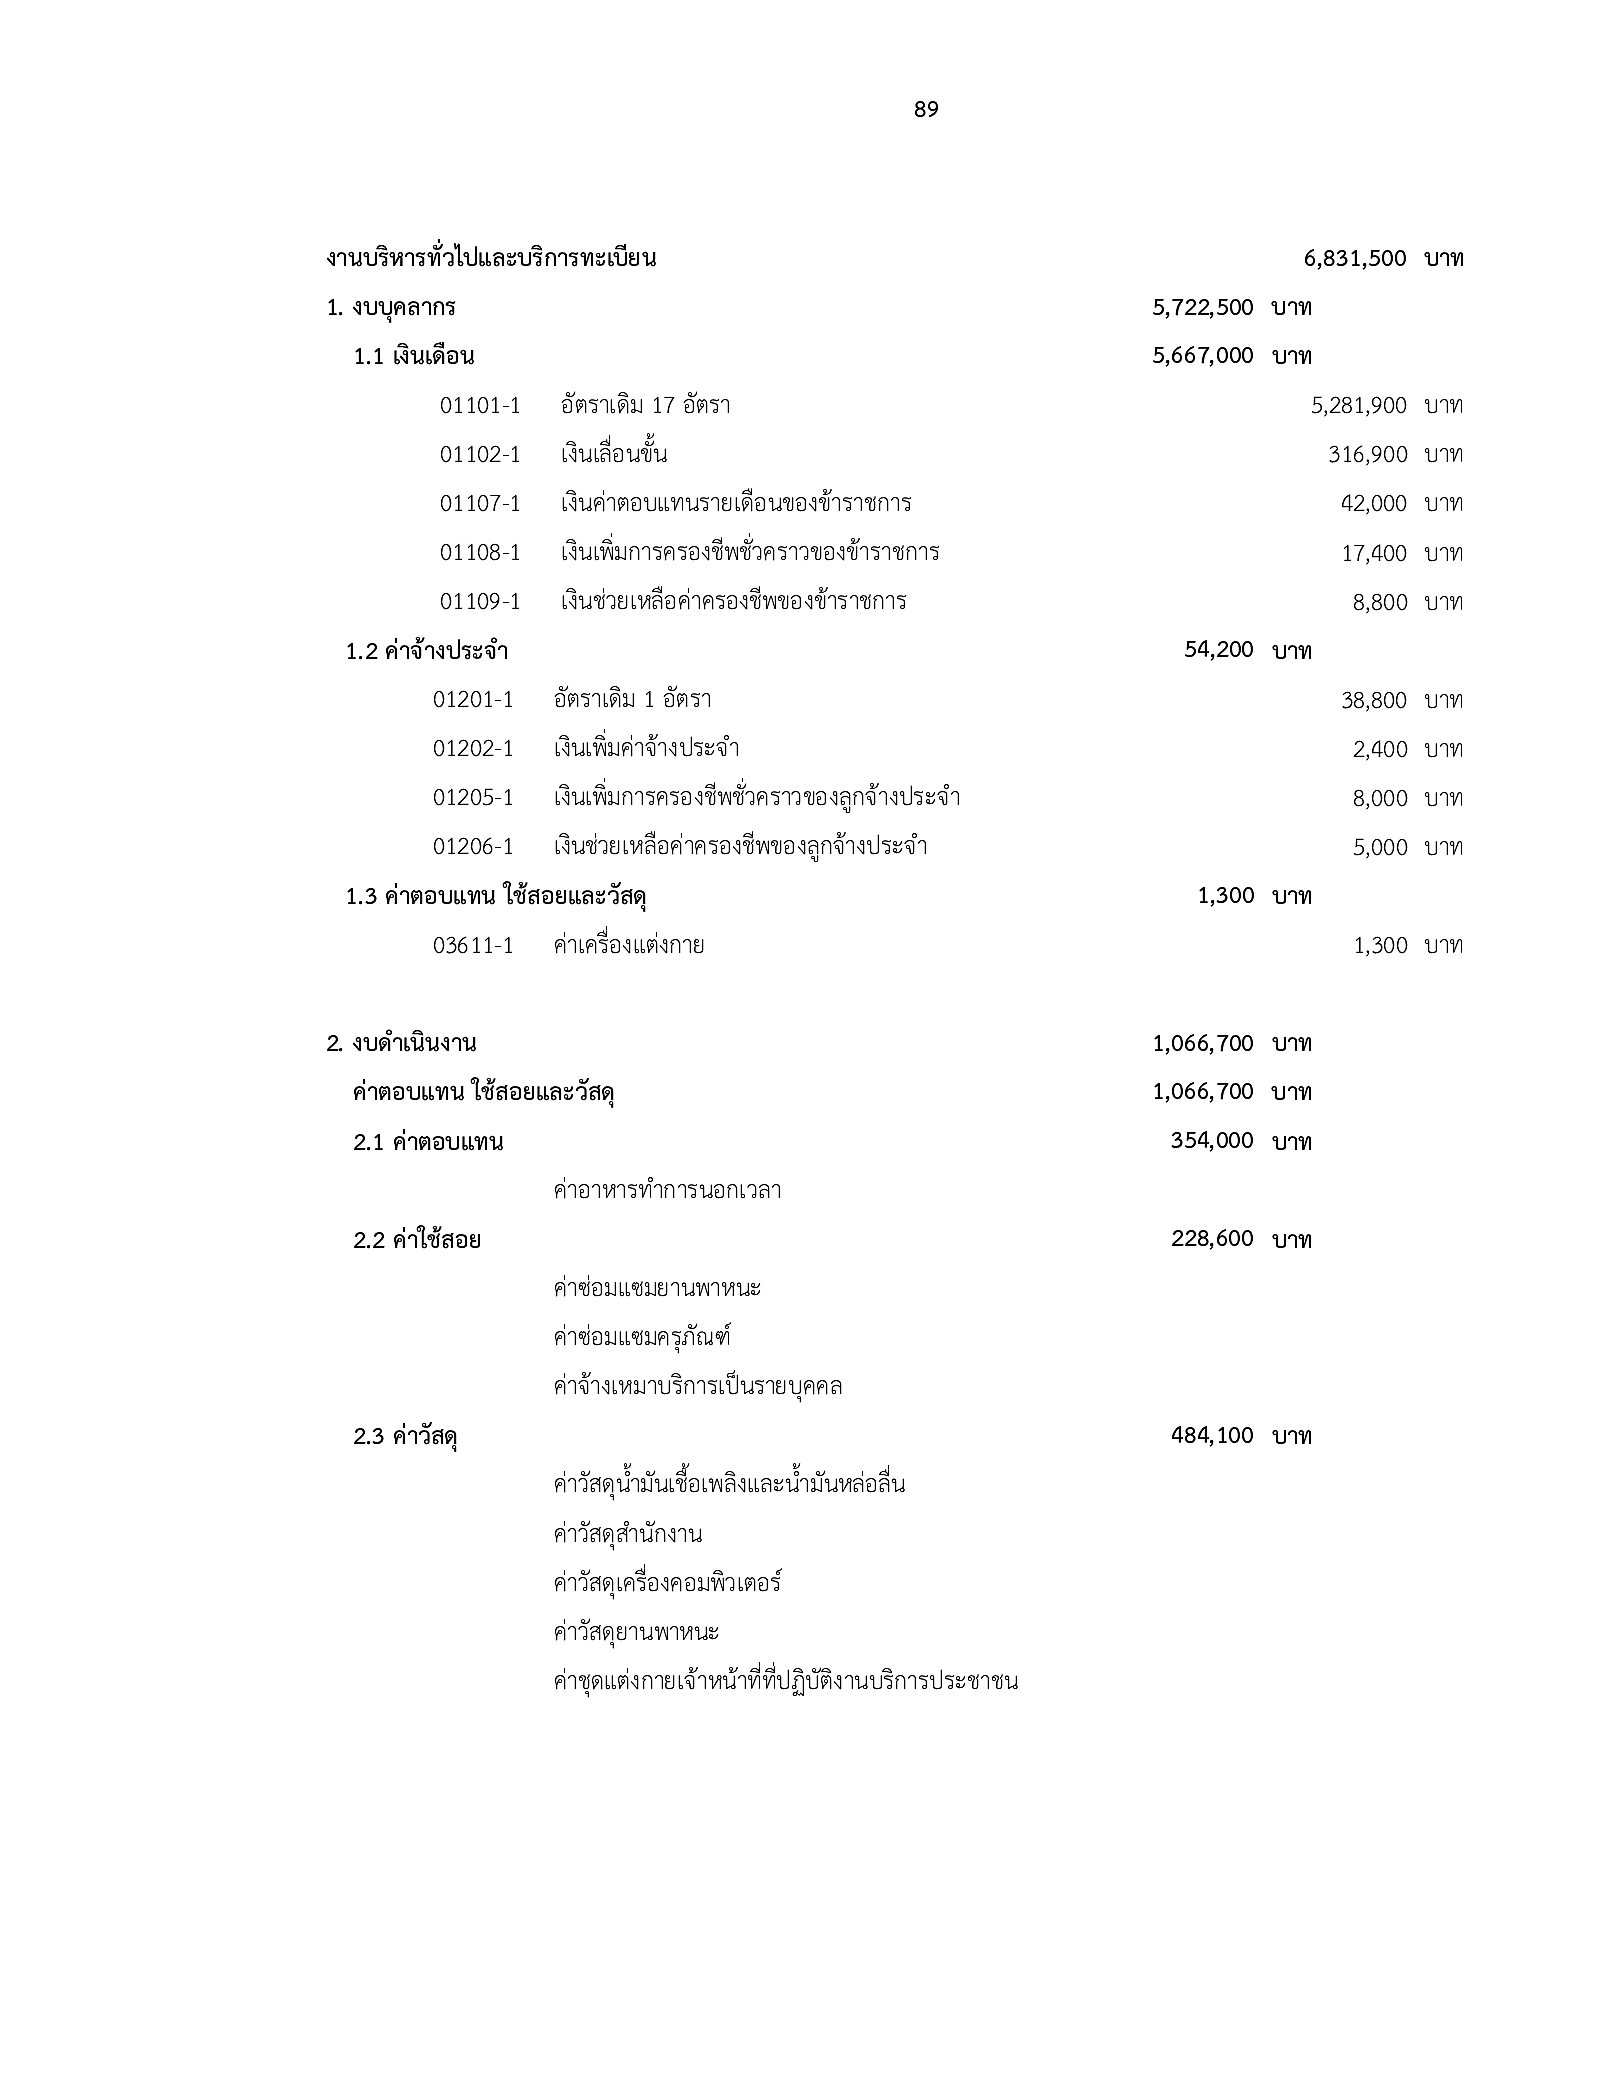 89
งานบริหารทั่วไปและบริการทะเบียน 6,831,500 บาท
1. งบบุคลากร 5,722,500 บาท
1.1 เงินเดือน 5,667,000 บาท
01101-1 อัตราเดิม 17 อัตรา 5,281,900 บาท
01102-1 เงินเลื่อนขั้น 316,900 บาท
01107-1 เงินค่าตอบแทนรายเดือนของข้าราชการ 42,000 บาท
01108-1 เงินเพิ่มการครองชีพชั่วคราวของข้าราชการ 17,400 บาท
01109-1 เงินช่วยเหลือค่าครองชีพของข้าราชการ 8,800 บาท
1.2 ค่าจ้างประจำ 54,200 บาท
01201-1 อัตราเดิม 1 อัตรา 38,800 บาท
01202-1 เงินเพิ่มค่าจ้างประจำ 2,400 บาท
01205-1 เงินเพิ่มการครองชีพชั่วคราวของลูกจ้างประจำ 8,000 บาท
01206-1 เงินช่วยเหลือค่าครองชีพของลูกจ้างประจำ 5,000 บาท
1.3 ค่าตอบแทน ใช้สอยและวัสดุ 1,300 บาท
03611-1 ค่าเครื่องแต่งกาย 1,300 บาท
2. งบดำเนินงาน 1,066,700 บาท
ค่าตอบแทน ใช้สอยและวัสดุ 1,066,700 บาท
2.1 ค่าตอบแทน 354,000 บาท
ค่าอาหารทำการนอกเวลา
2.2 ค่าใช้สอย 228,600 บาท
ค่าซ่อมแซมยานพาหนะ
ค่าซ่อมแซมครุภัณฑ์
ค่าจ้างเหมาบริการเป็นรายบุคคล
2.3 ค่าวัสดุ 484,100 บาท
ค่าวัสดุน้ำมันเชื้อเพลิงและน้ำมันหล่อลื่น
ค่าวัสดุสำนักงาน
ค่าวัสดุเครื่องคอมพิวเตอร์
ค่าวัสดุยานพาหนะ
ค่าชุดแต่งกายเจ้าหน้าที่ที่ปฏิบัติงานบริการประชาชน